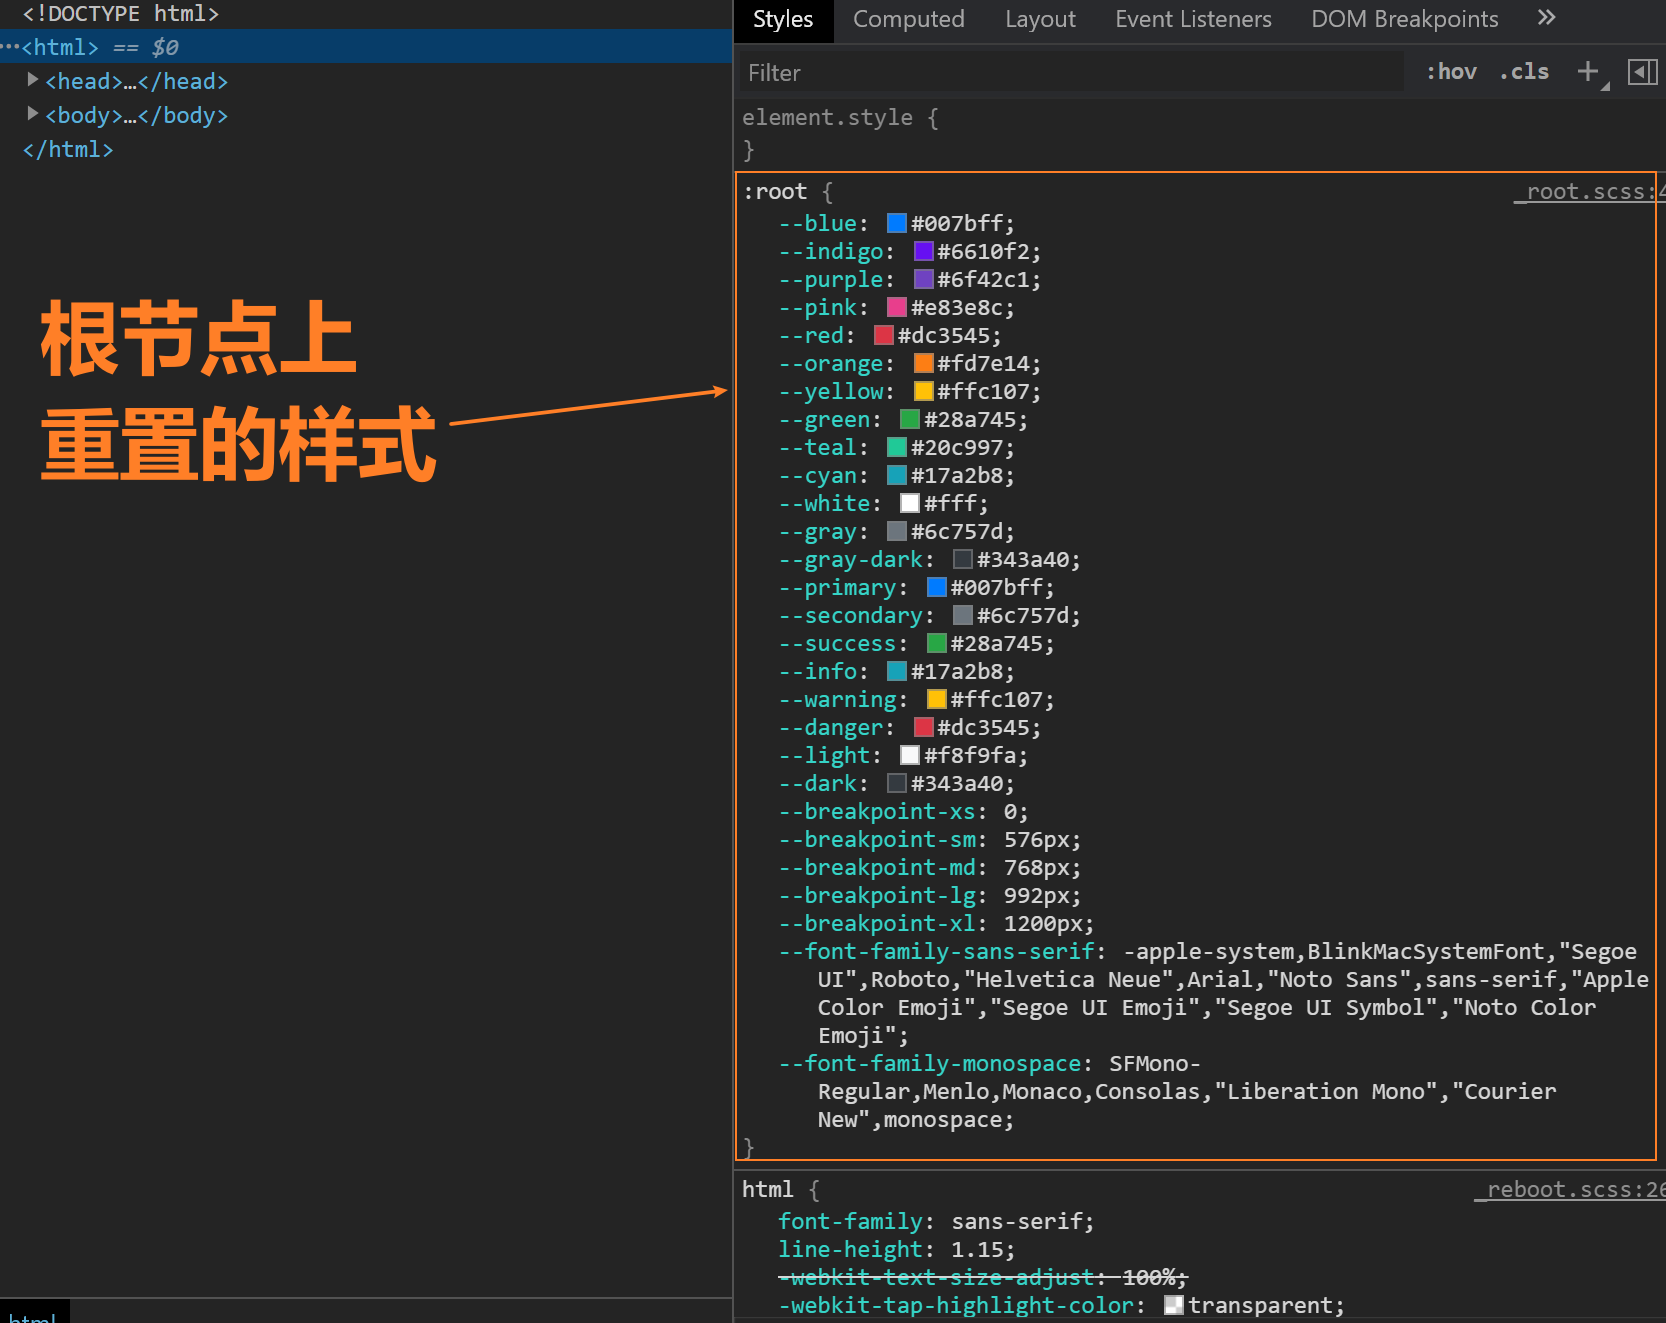 <!DOCTYPE html>
···<html> == $0
▶<head>…</head>
▶<body>…</body>
</html>
根节点上
重置的样式
html
Styles Computed Layout Event Listeners DOM Breakpoints »
Filter :hov .cls +
element.style {
}
:root { _root.scss:4
--blue: #007bff;
--indigo: #6610f2;
--purple: #6f42c1;
--pink: #e83e8c;
--red: #dc3545;
--orange: #fd7e14;
--yellow: #ffc107;
--green: #28a745;
--teal: #20c997;
--cyan: #17a2b8;
--white: #fff;
--gray: #6c757d;
--gray-dark: #343a40;
--primary: #007bff;
--secondary: #6c757d;
--success: #28a745;
--info: #17a2b8;
--warning: #ffc107;
--danger: #dc3545;
--light: #f8f9fa;
--dark: #343a40;
--breakpoint-xs: 0;
--breakpoint-sm: 576px;
--breakpoint-md: 768px;
--breakpoint-lg: 992px;
--breakpoint-xl: 1200px;
--font-family-sans-serif: -apple-system,BlinkMacSystemFont,"Segoe
UI",Roboto,"Helvetica Neue",Arial,"Noto Sans",sans-serif,"Apple
Color Emoji","Segoe UI Emoji","Segoe UI Symbol","Noto Color
Emoji";
--font-family-monospace: SFMono-
Regular,Menlo,Monaco,Consolas,"Liberation Mono","Courier
New",monospace;
}
html { _reboot.scss:26
font-family: sans-serif;
line-height: 1.15;
-webkit-text-size-adjust: 100%;
-webkit-tap-highlight-color: transparent;